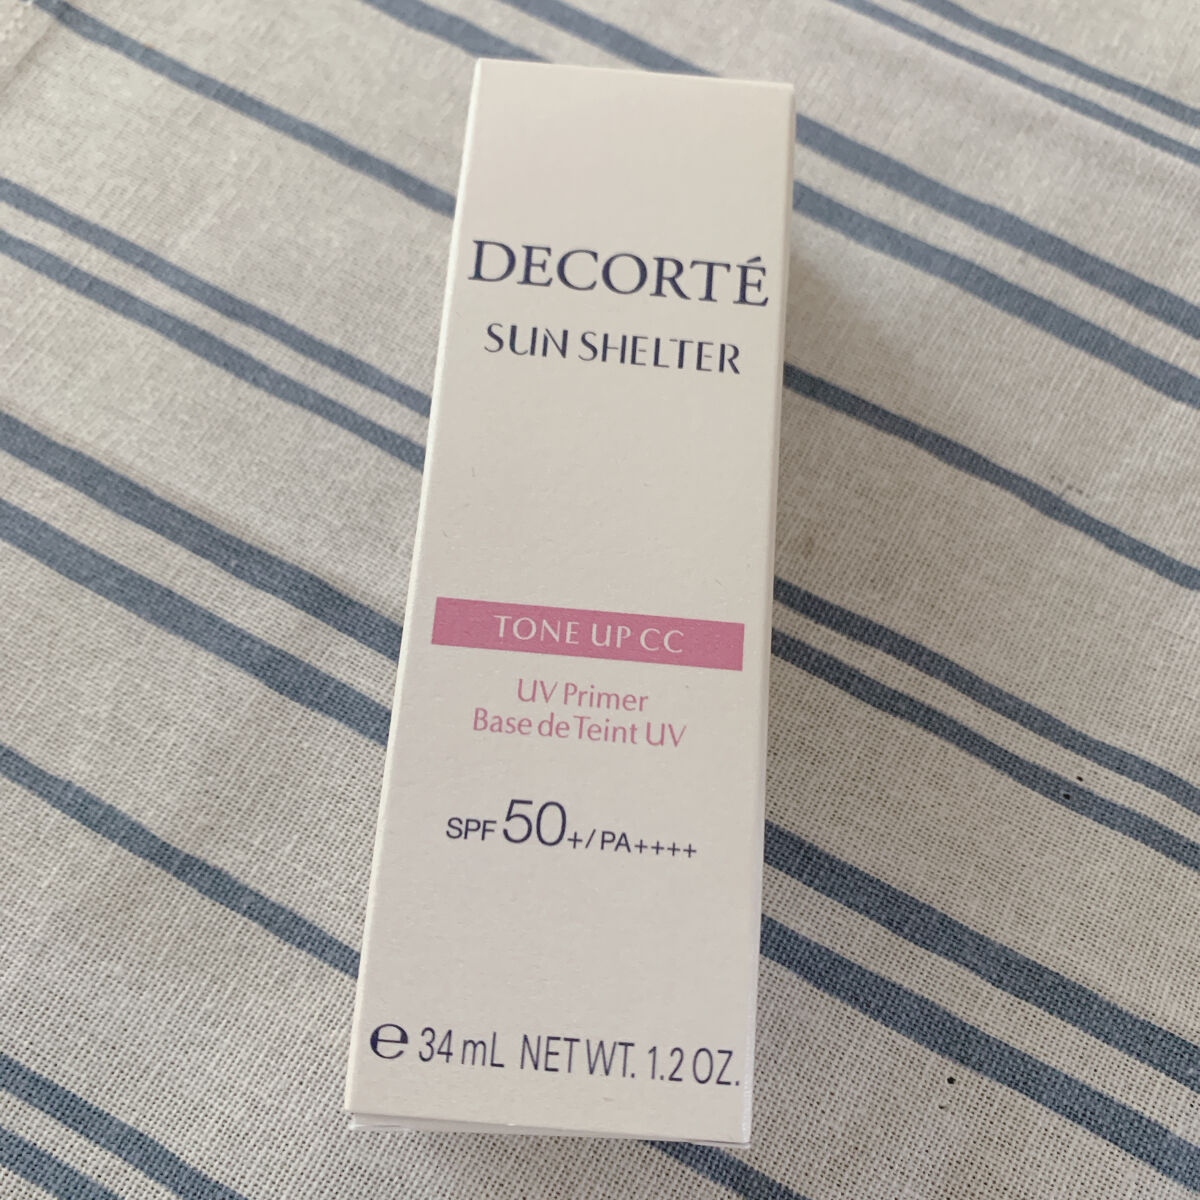 DECORTÉ
SUN SHELTER
TONE UP CC
UV Primer
Base de Teint UV
SPF 50+/PA++++
℮ 34 mL NET WT. 1.2 OZ.